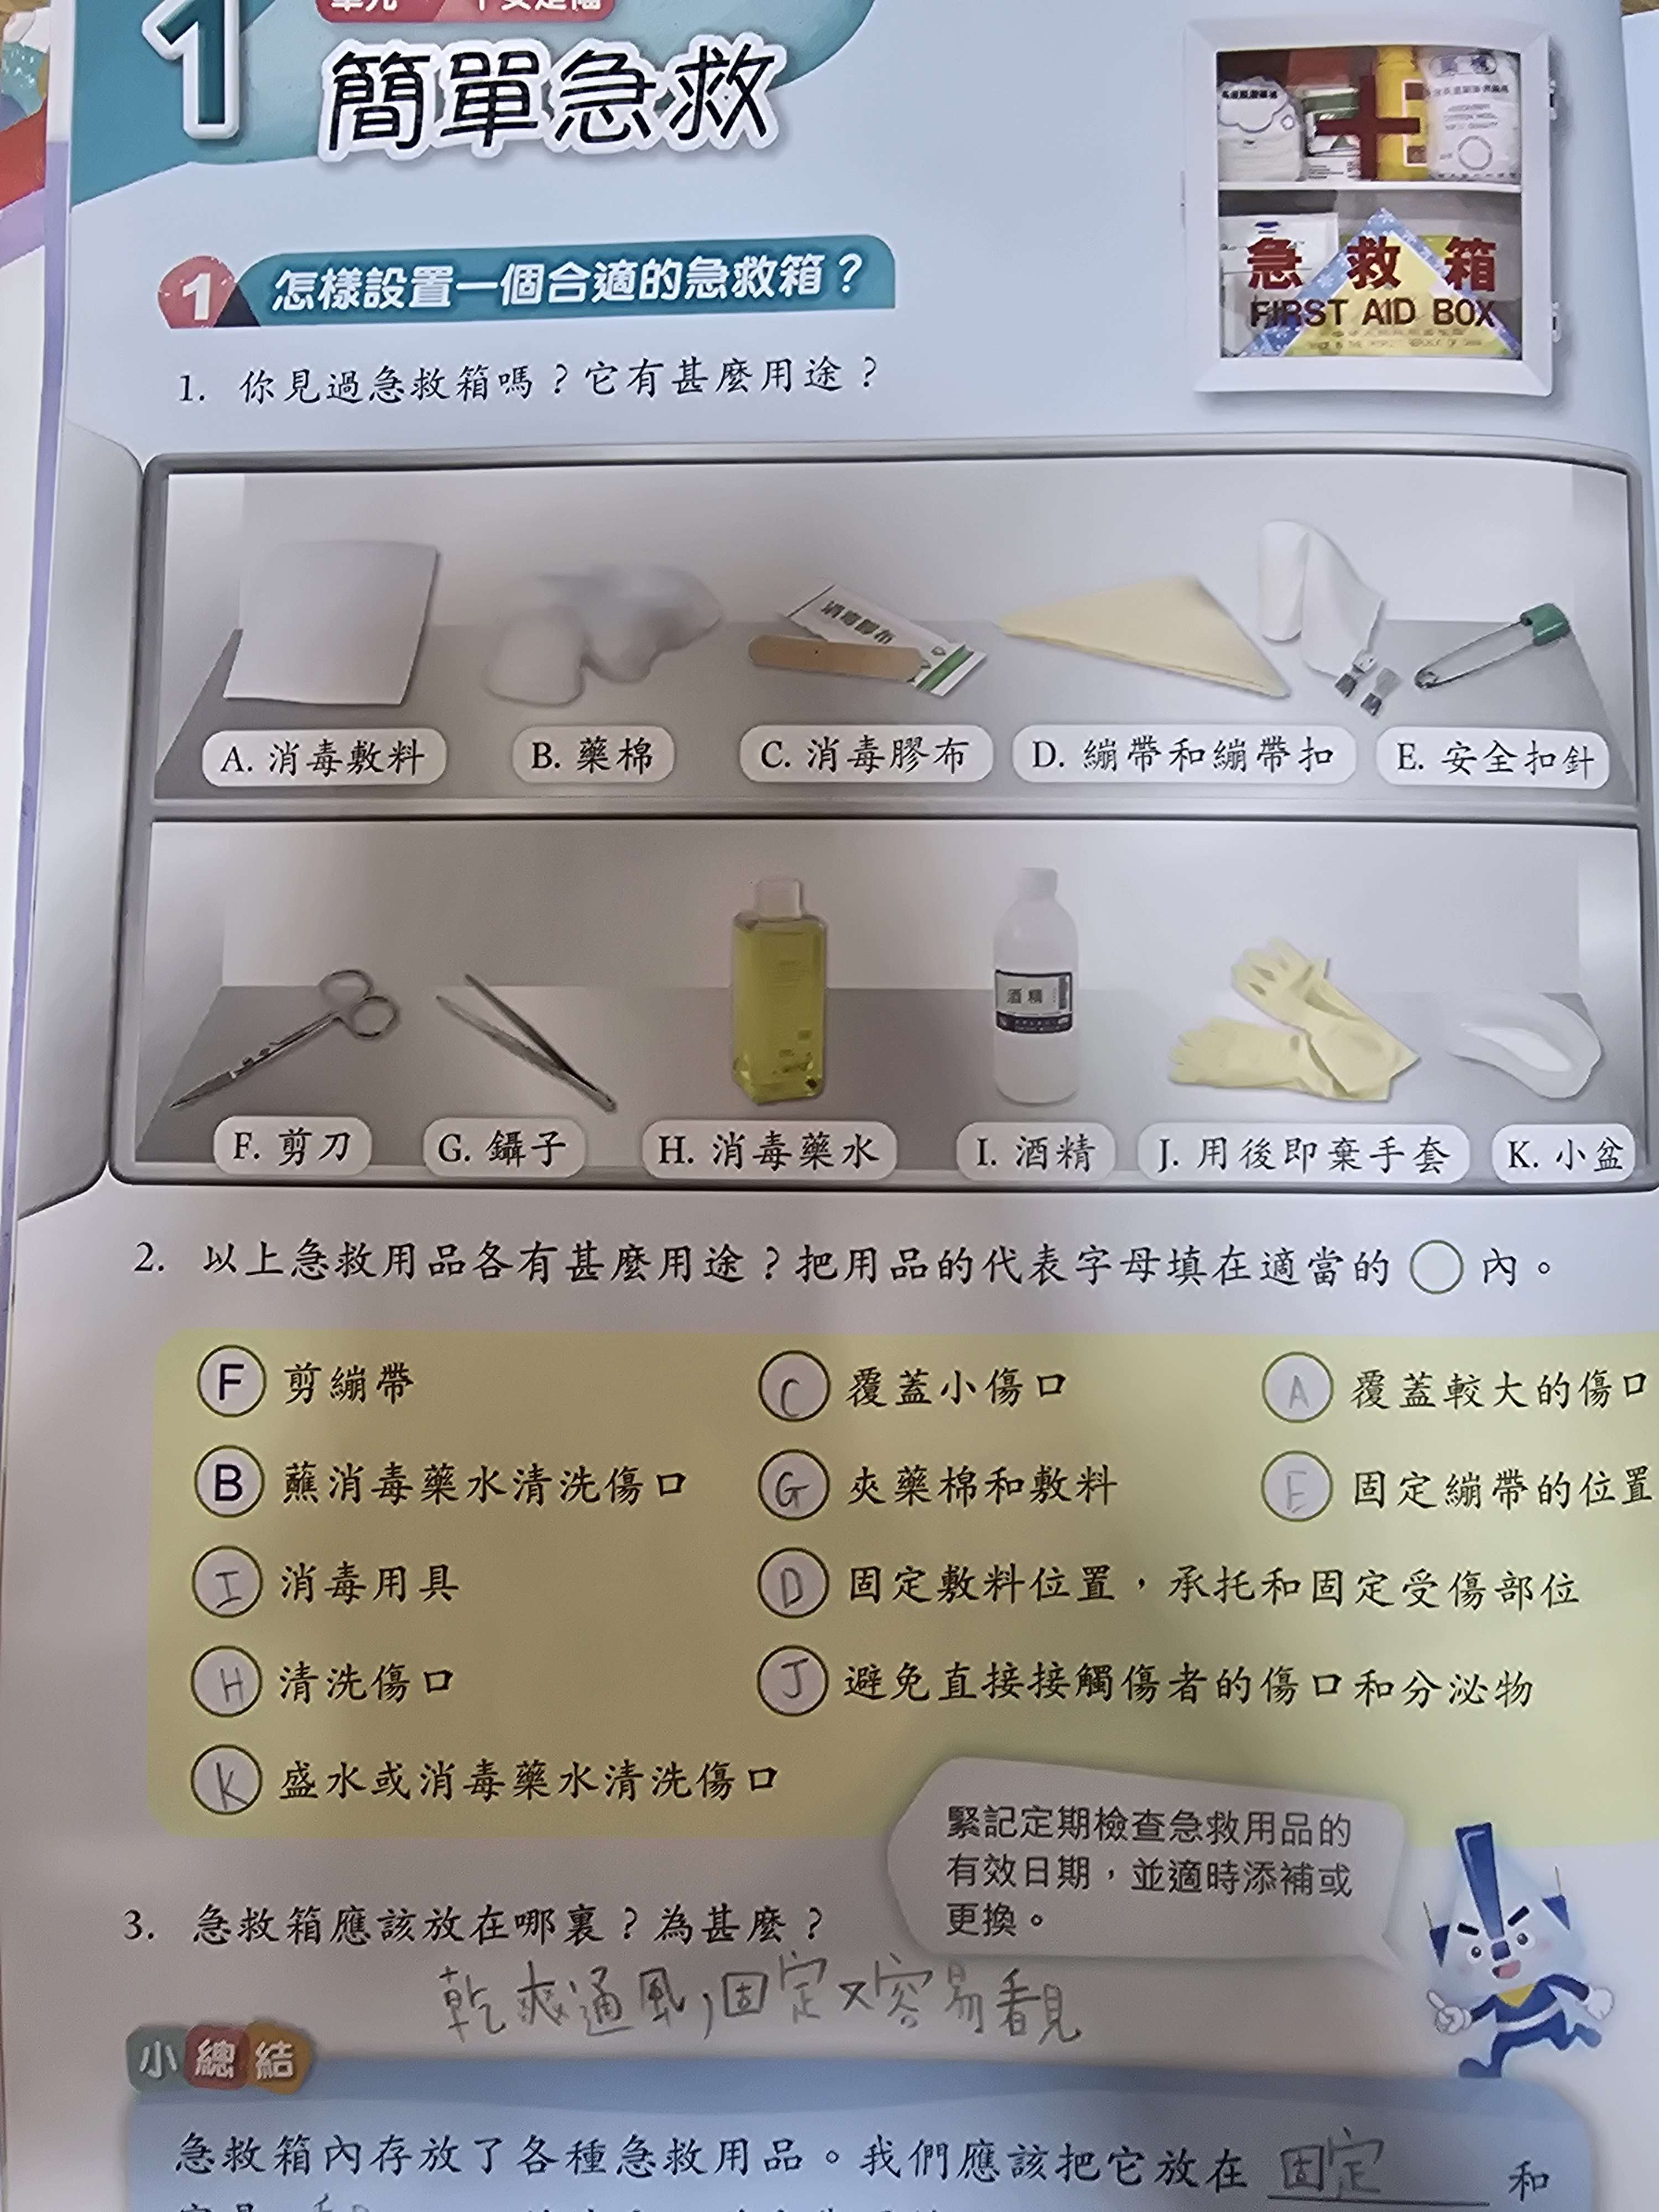 1
簡單急救
急救箱
FIRST AID BOX
1 怎樣設置一個合適的急救箱？
1. 你見過急救箱嗎？它有甚麼用途？
消毒膠布
A. 消毒敷料 B. 藥棉 C. 消毒膠布 D. 繃帶和繃帶扣 E. 安全扣針
酒精
F. 剪刀 G. 鑷子 H. 消毒藥水 I. 酒精 J. 用後即棄手套 K. 小盆
2. 以上急救用品各有甚麼用途？把用品的代表字母填在適當的 內。
F 剪繃帶 C 覆蓋小傷口 A 覆蓋較大的傷口
B 蘸消毒藥水清洗傷口 G 夾藥棉和敷料 E 固定繃帶的位置
I 消毒用具 D 固定敷料位置，承托和固定受傷部位
H 清洗傷口 J 避免直接接觸傷者的傷口和分泌物
K 盛水或消毒藥水清洗傷口
緊記定期檢查急救用品的
有效日期，並適時添補或
更換。
3. 急救箱應該放在哪裏？為甚麼？
乾爽通風，固定又容易看見
小總結
急救箱內存放了各種急救用品。我們應該把它放在 固定 和